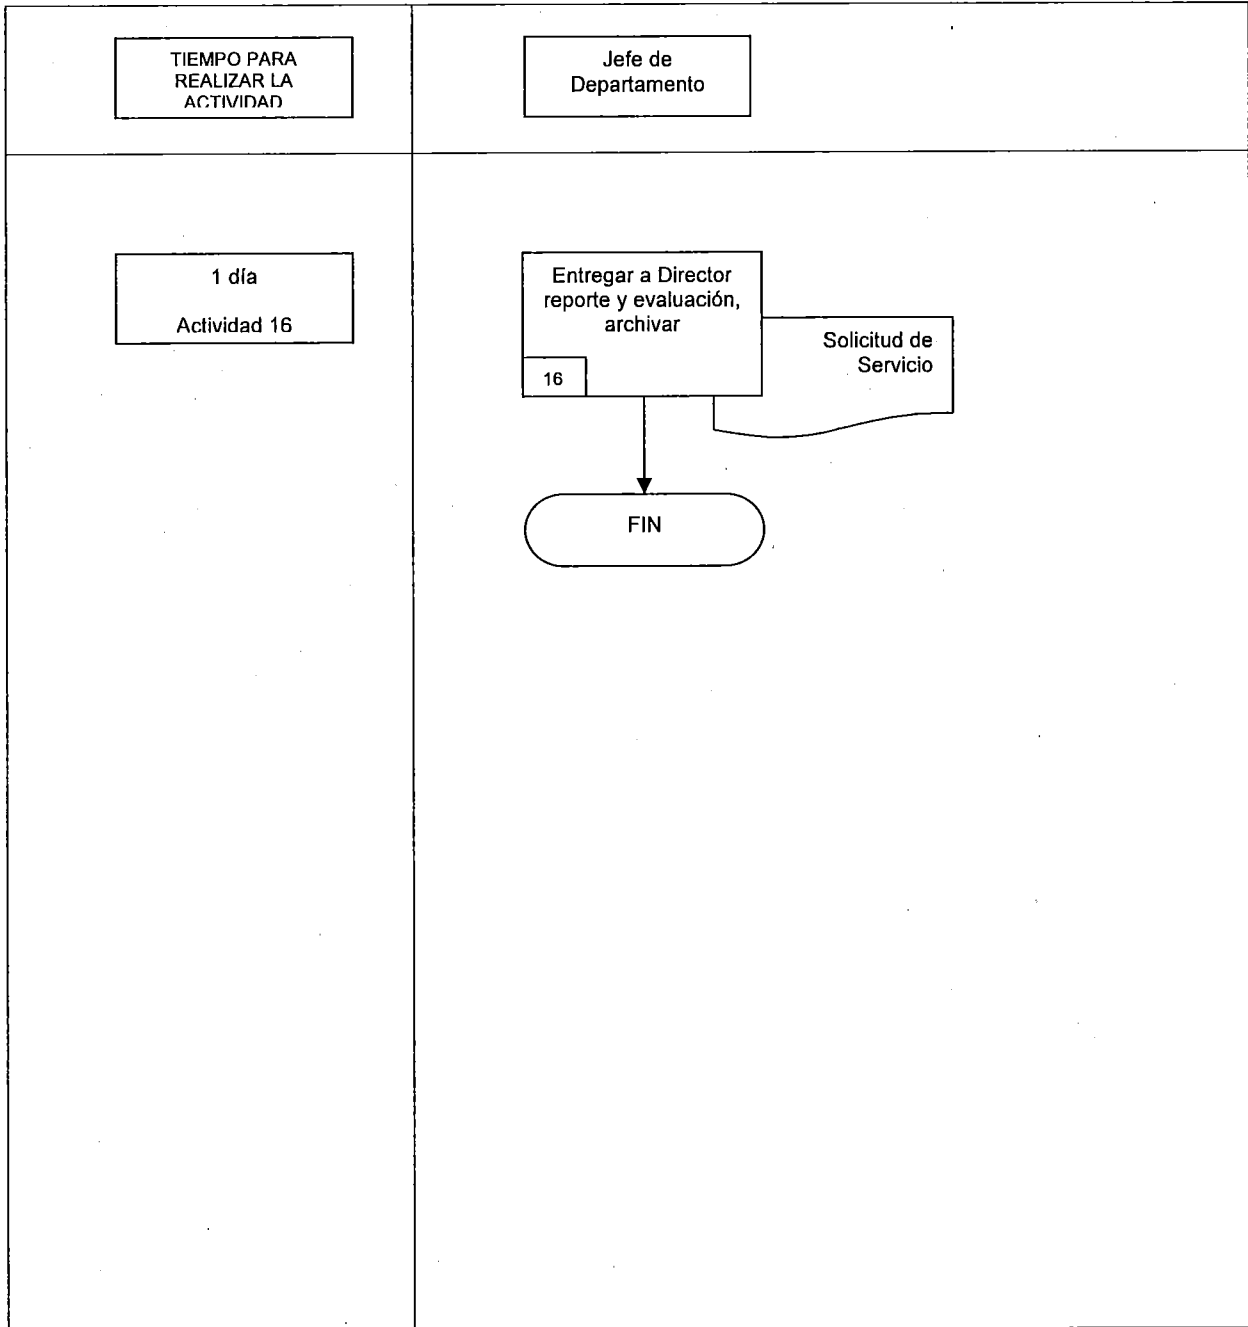 TIEMPO PARA
REALIZAR LA
ACTIVIDAD
Jefe de
Departamento
1 día
Actividad 16
Entregar a Director
reporte y evaluación,
archivar
16
Solicitud de
Servicio
FIN